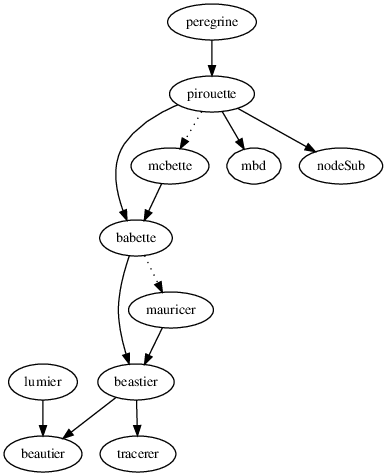 peregrine
pirouette
mcbette
mbd
nodeSub
babette
mauricer
lumier
beastier
beautier
tracerer